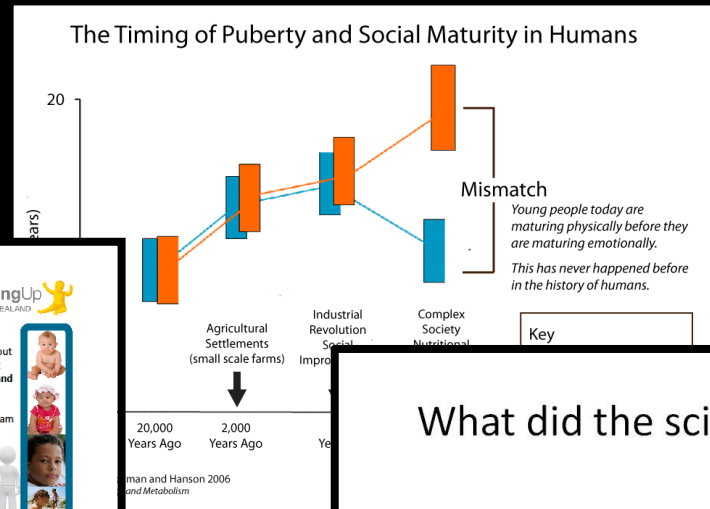 The Timing of Puberty and Social Maturity in Humans
20
ears)
Mismatch
Young people today are
maturing physically before they
are maturing emotionally.
This has never happened before
in the history of humans.
Agricultural
Settlements
(small scale farms)
Industrial
Revolution
Social
Impro
Complex
Society
Nutritional
Key
20,000
Years Ago
2,000
Years Ago
Ye
man and Hanson 2006
and Metabolism
ngUp
EALAND
out
nd
am
What did the sci